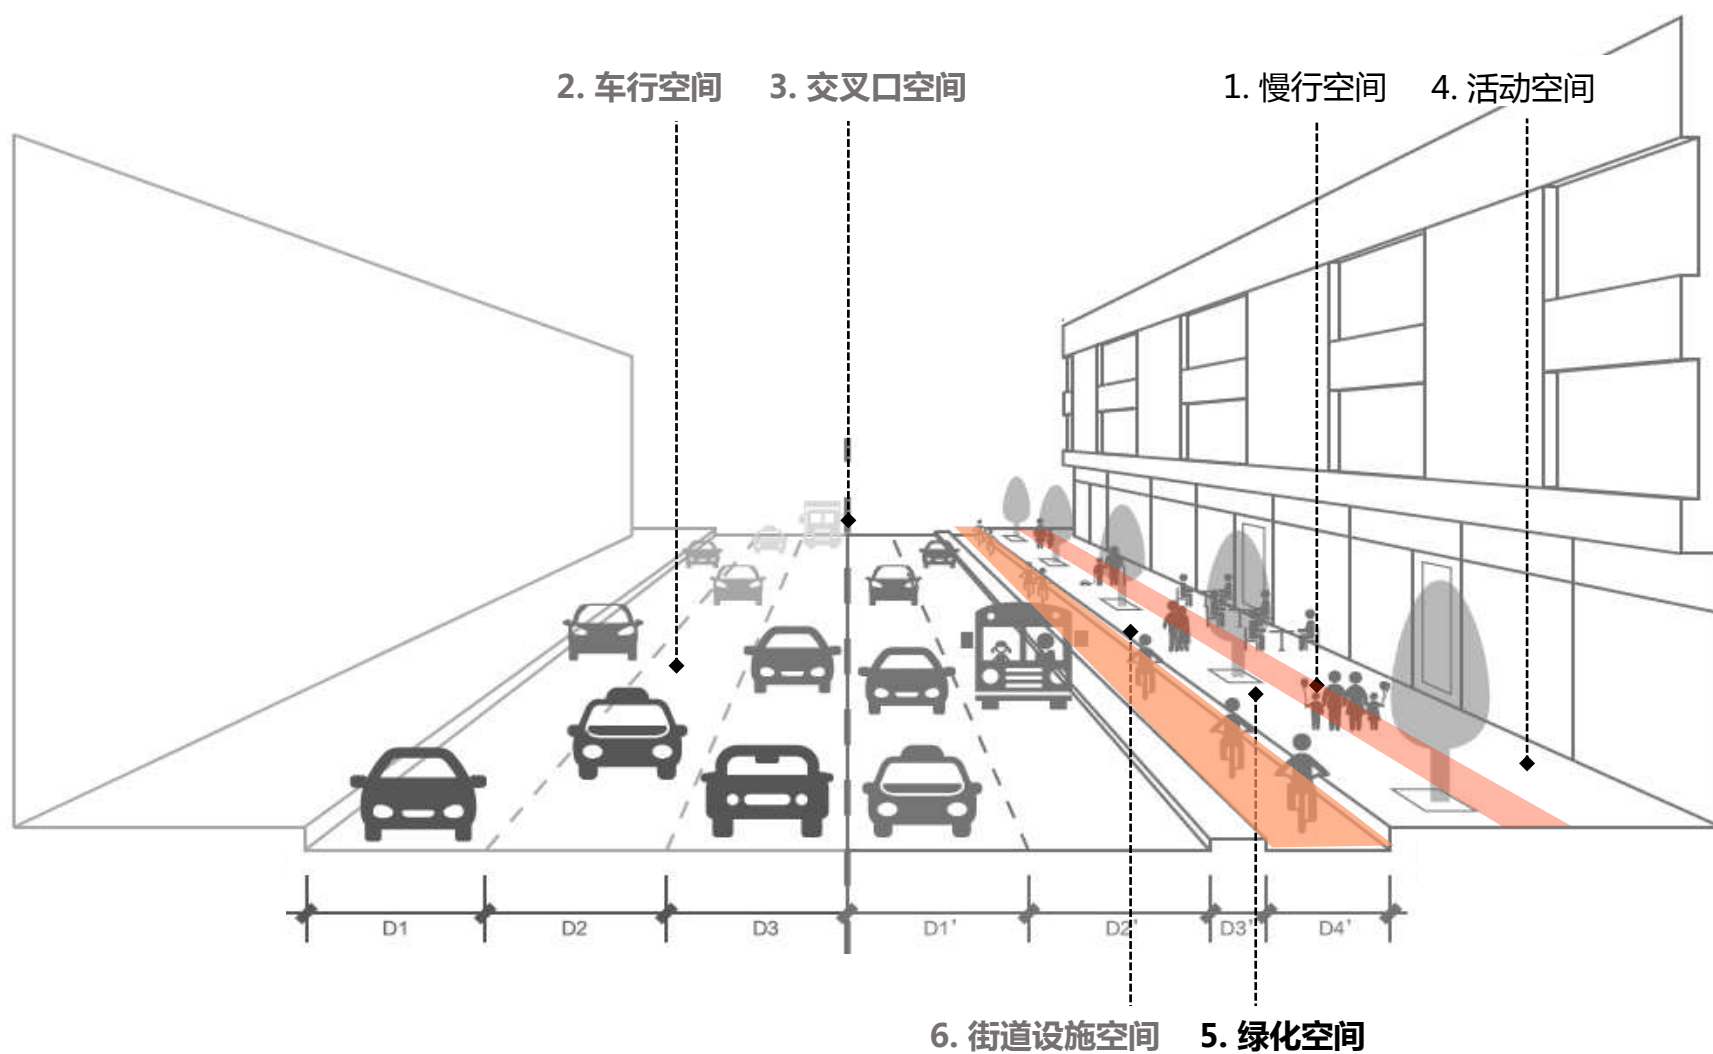 2. 车行空间
3. 交叉口空间
1. 慢行空间
4. 活动空间
D1
D2
D3
D1'
D2'
D3'
D4'
6. 街道设施空间
5. 绿化空间